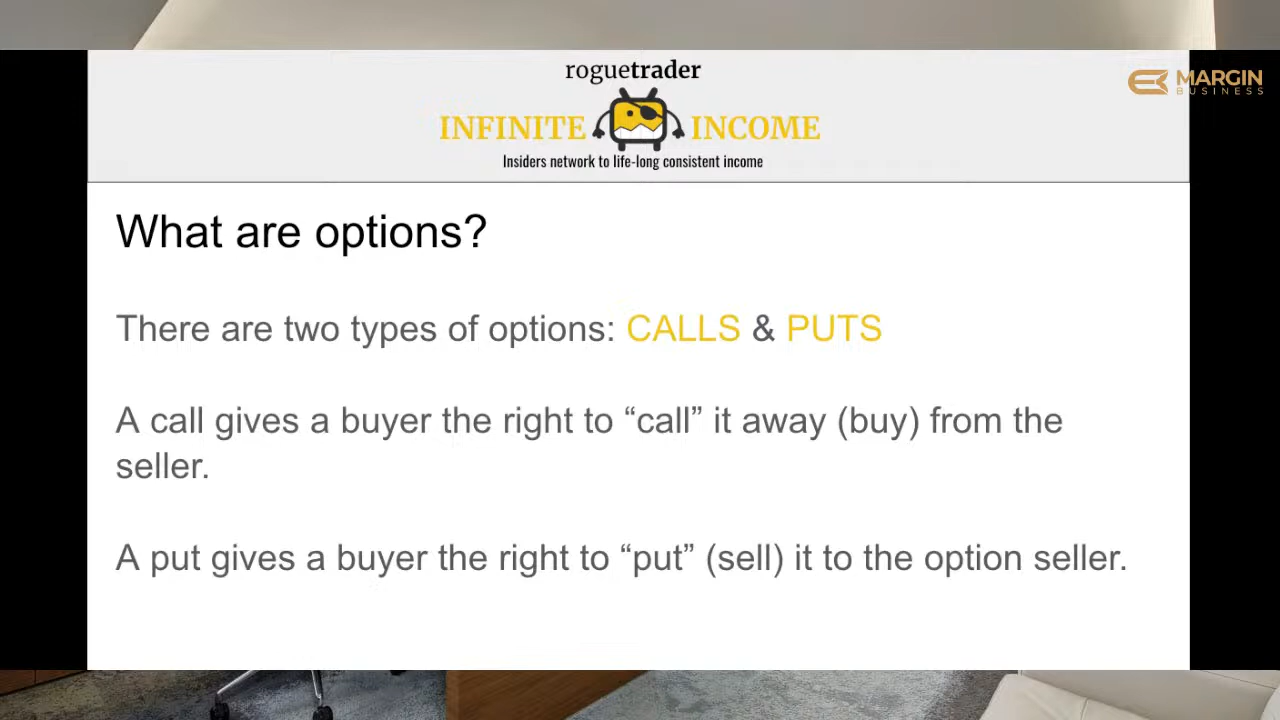 roguetrader
INFINITE INCOME
Insiders network to life-long consistent income
MARGIN
BUSINESS
What are options?
There are two types of options: CALLS & PUTS
A call gives a buyer the right to “call” it away (buy) from the
seller.
A put gives a buyer the right to “put” (sell) it to the option seller.